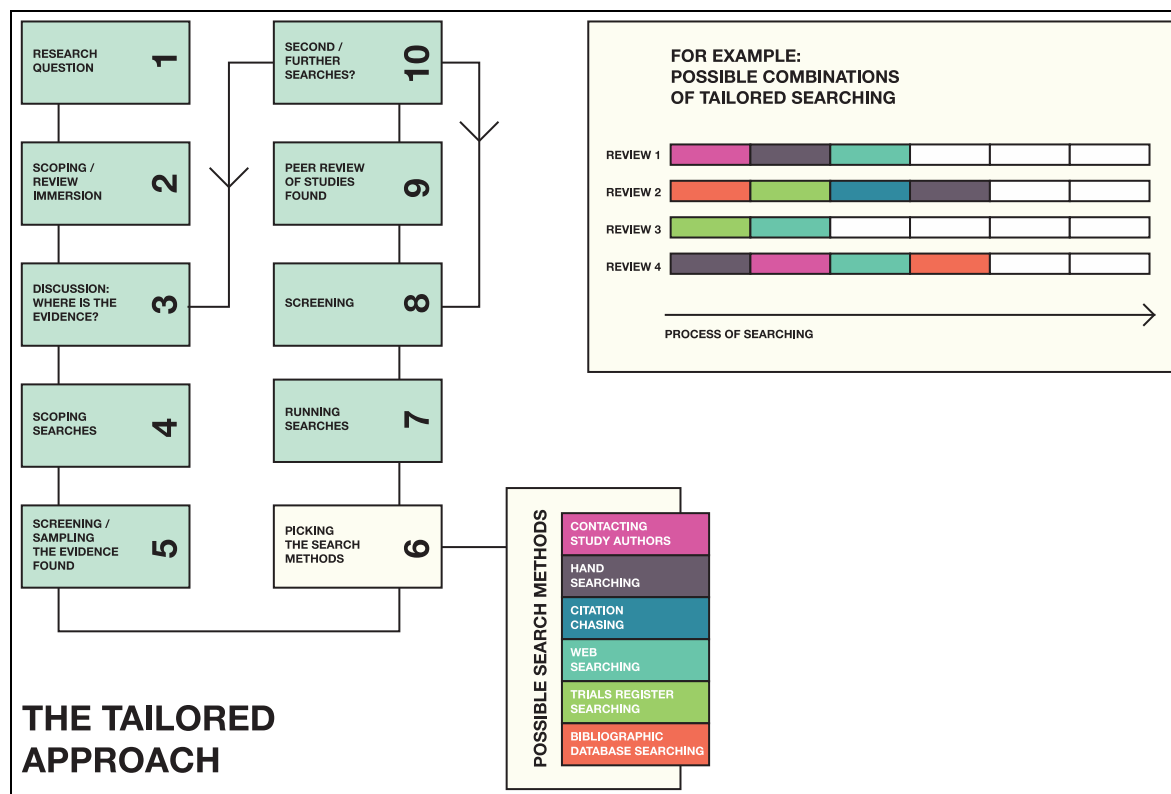 RESEARCH
QUESTION
1
SCOPING /
REVIEW
IMMERSION
2
DISCUSSION:
WHERE IS THE
EVIDENCE?
3
SCOPING
SEARCHES
4
SCREENING /
SAMPLING
THE EVIDENCE
FOUND
5
PICKING
THE SEARCH
METHODS
6
RUNNING
SEARCHES
7
SCREENING
8
PEER REVIEW
OF STUDIES
FOUND
9
SECOND /
FURTHER
SEARCHES?
10
POSSIBLE SEARCH METHODS
CONTACTING
STUDY AUTHORS
HAND
SEARCHING
CITATION
CHASING
WEB
SEARCHING
TRIALS REGISTER
SEARCHING
BIBLIOGRAPHIC
DATABASE SEARCHING
FOR EXAMPLE:
POSSIBLE COMBINATIONS
OF TAILORED SEARCHING
REVIEW 1
REVIEW 2
REVIEW 3
REVIEW 4
PROCESS OF SEARCHING
THE TAILORED
APPROACH